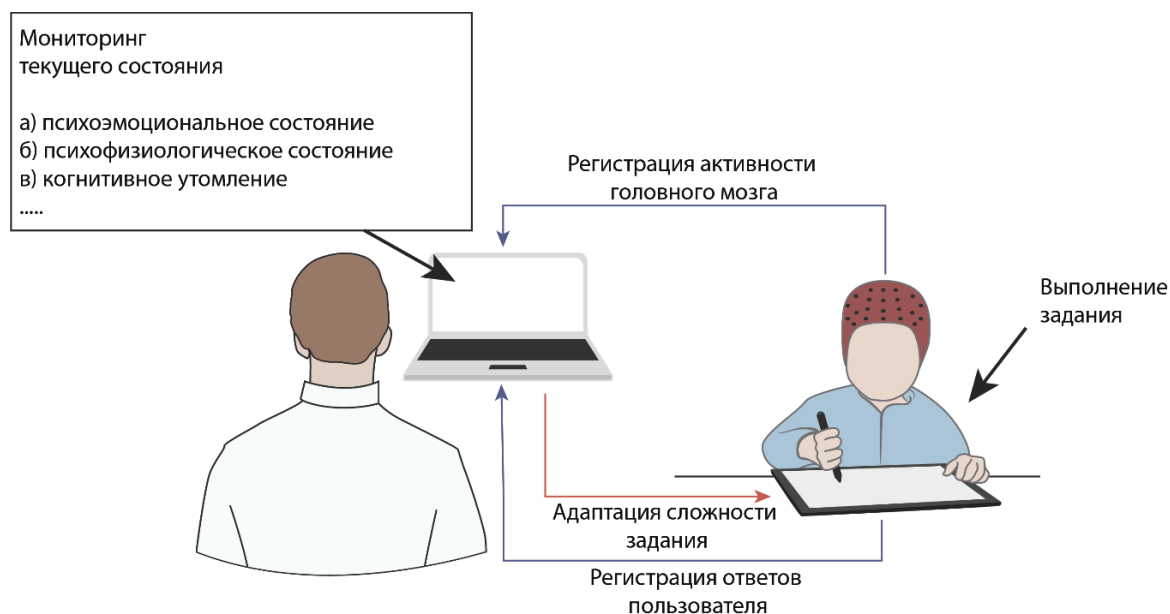 Мониторинг
текущего состояния
а) психоэмоциональное состояние
б) психофизиологическое состояние
в) когнитивное утомление
.....
Регистрация активности
головного мозга
Выполнение
задания
Адаптация сложности
задания
Регистрация ответов
пользователя